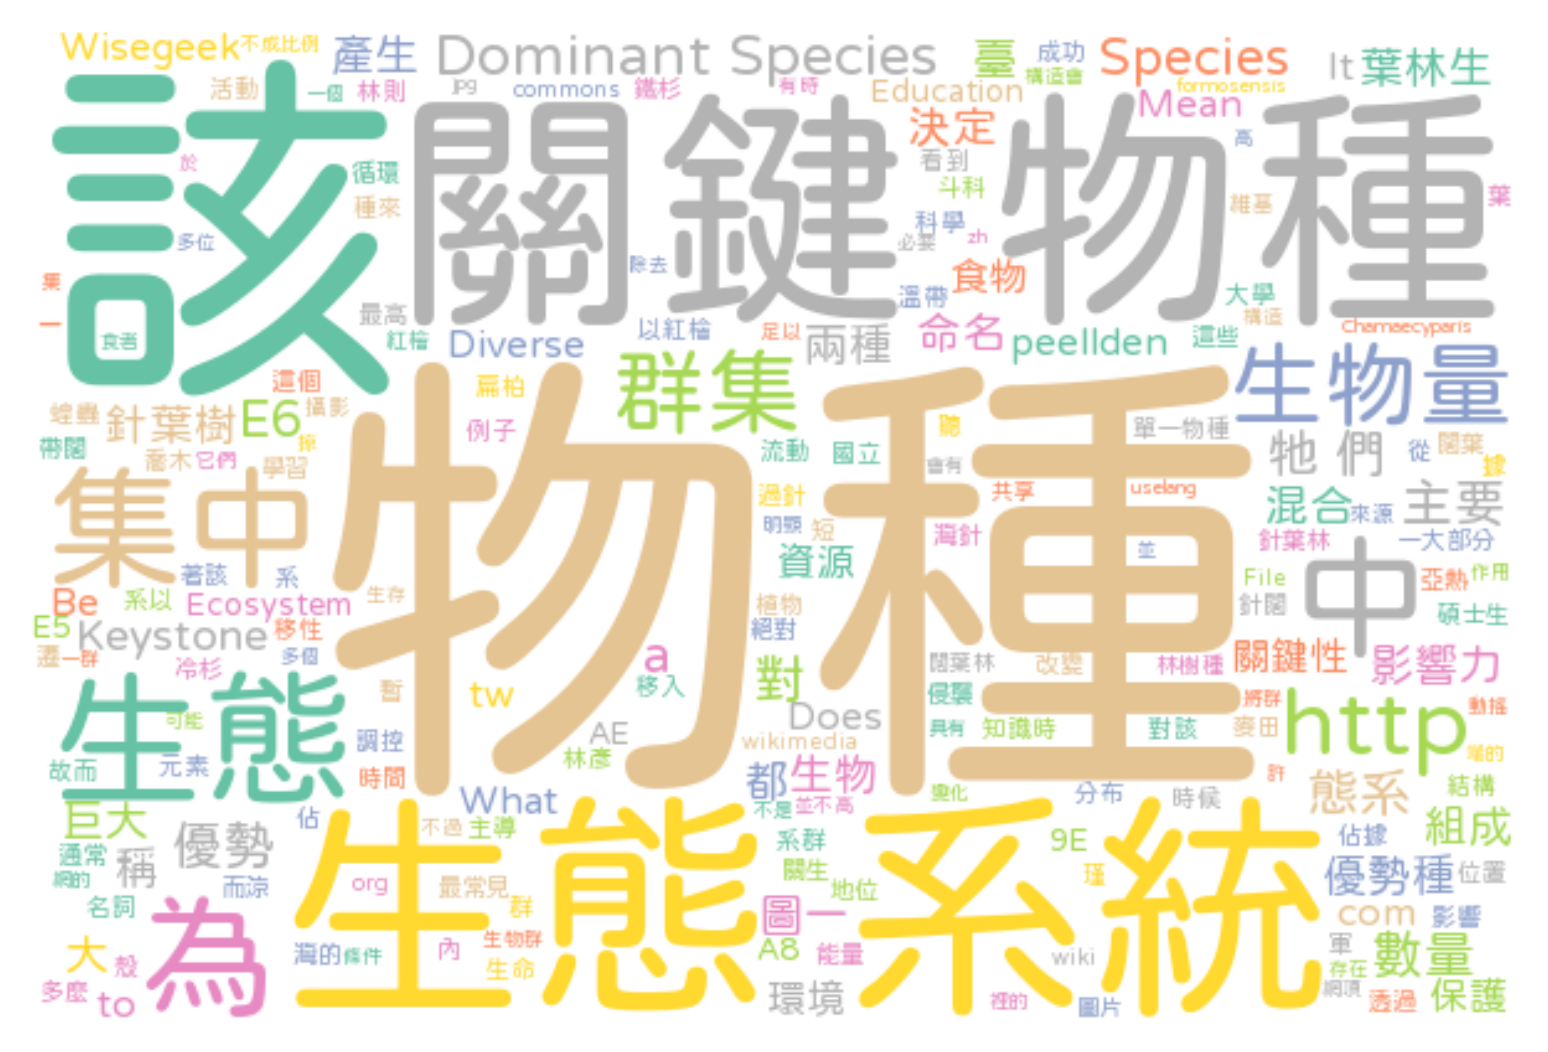 Wisegeek 不成比例 產生 Dominant Species 臺 成功 Species It 葉林生
活動 一個 林則 JPG commons 鐵杉 有時 Education 構造會 Mean formosensis
該 關鍵物種 決定 高
於 循環 看到 斗科
種來 科學 維基 葉
多位 必要 zh
集 除去 食物
一 最高 溫帶 大學 構造
食者 紅檜 Diverse 以紅檜 足以 兩種 命名 peellden 這些 Chamaecyparis
這個 扁柏 群集 生物量
蝗蟲 針葉樹 E6 攝影 例子 聽 單一物種 牠 們 從 闊葉
帶闊 喬木 它們 學習 掠 流動 國立 會有 據
集中 物種 過針 共享 uselang 混合 來源 主要
明顯 短 灣針 針葉林 一大部分
著該 系 資源 並 中 亞熱 作用
Be 系以 Ecosystem 生存 植物 File 針闊 碩士生
E5 Keystone 移性 絕對
一群 冷杉 多個 a 對 闊葉林 改變 林樹種 關鍵性 影響力
生態 可能 暫 tw 移入 侵襲 將群 http 動搖
調控 AE Does 具有 知識時 對該 麥田
故而 元素 時間 林彥 wikimedia 都 生物 許 態系 結構
巨大 What 不是 並不高 變化 分布 時候 組成
優勢 佔 生態系統 不過 主導 系群 9E 佔據
通常 稱 而涼 org 最常見 關生 地位 瑾 優勢種 位置
網的 名詞 為 群 圖一 com 影響
大 殼 灣的 條件 內 生物群 A8 能量 wiki 軍 數量
多麼 to 生命 環境 裡的 圖片 存在 網頂 透過 保護